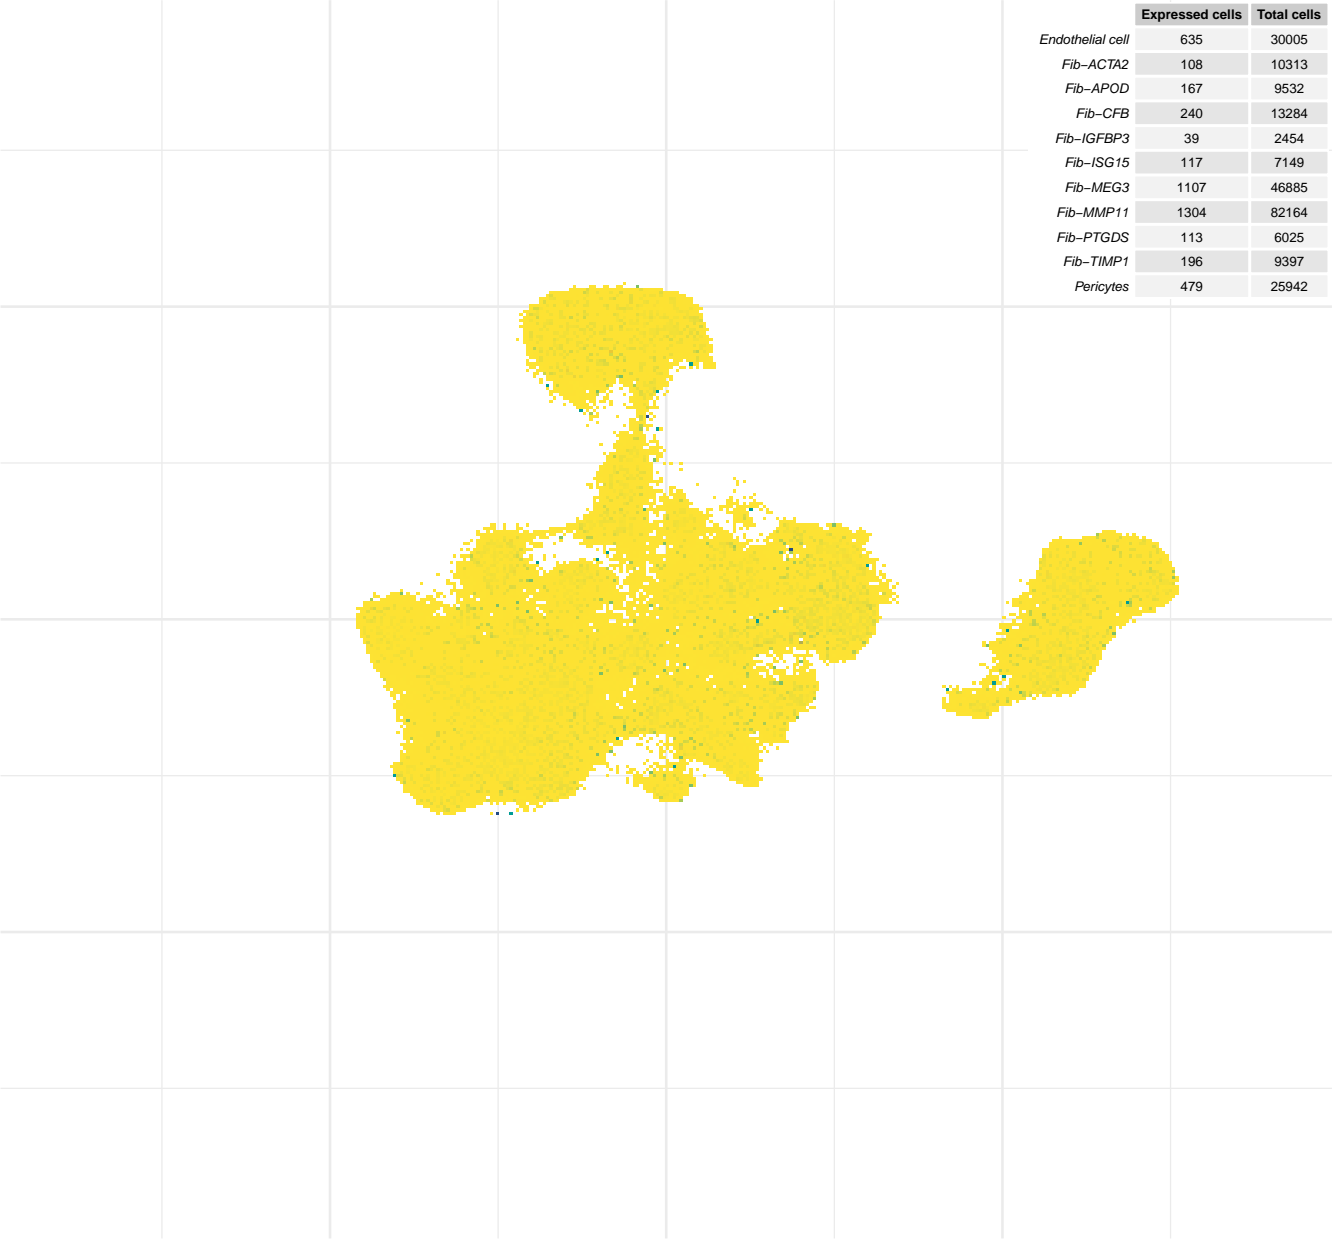 Expressed cells Total cells
Endothelial cell 635 30005
Fib−ACTA2 108 10313
Fib−APOD 167 9532
Fib−CFB 240 13284
Fib−IGFBP3 39 2454
Fib−ISG15 117 7149
Fib−MEG3 1107 46885
Fib−MMP11 1304 82164
Fib−PTGDS 113 6025
Fib−TIMP1 196 9397
Pericytes 479 25942